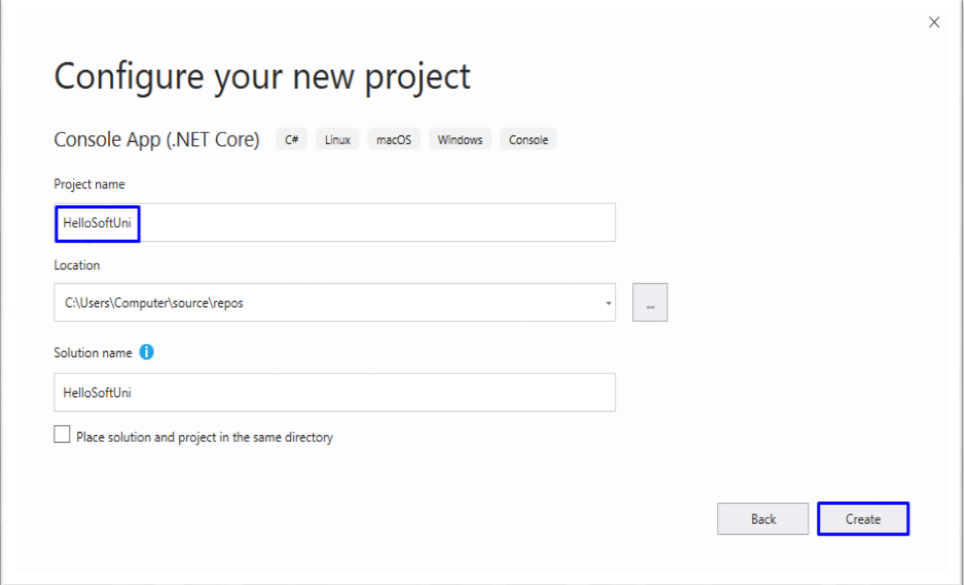 Configure your new project
Console App (.NET Core) C# Linux macOS Windows Console
Project name
HelloSoftUni
Location
C:\Users\Computer\source\repos
...
Solution name
HelloSoftUni
Place solution and project in the same directory
Back Create